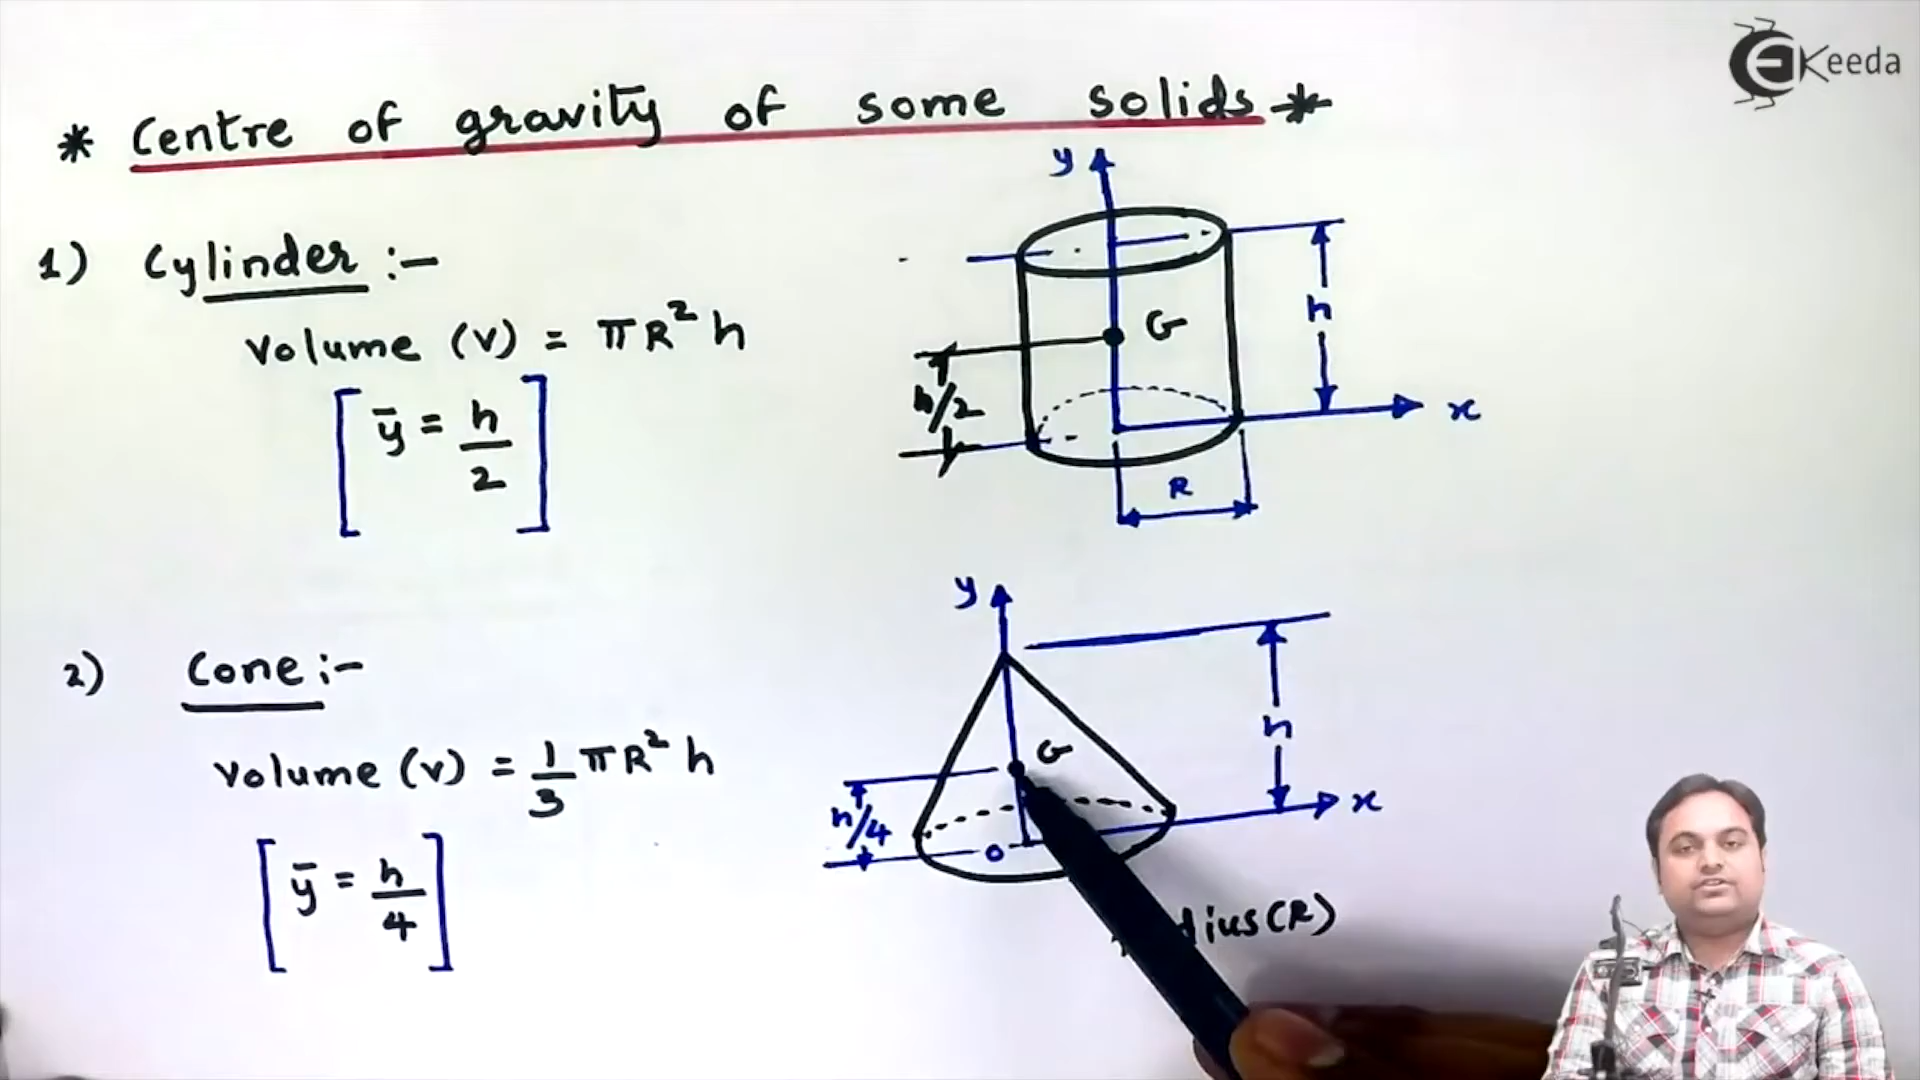 EKeeda
* Centre of gravity of some solids *
1) Cylinder :-
Volume (V) = πR²h
[ȳ = h/2]
y
G
h
h/2
x
R
2) Cone :-
Volume (V) = 1/3 πR²h
[ȳ = h/4]
y
h
G
h/4
x
o
dius (R)